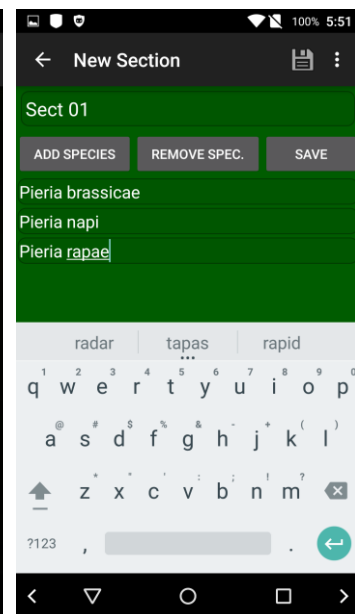 100% 5:51
New Section
Sect 01
ADD SPECIES REMOVE SPEC. SAVE
Pieria brassicae
Pieria napi
Pieria rapae
radar tapas rapid
1 2 3 4 5 6 7 8 9 0
q w e r t y u i o p
@ # $ % & - + ( )
a s d f g h j k l
* " ' : ; ! ?
z x c v b n m
?123 , .